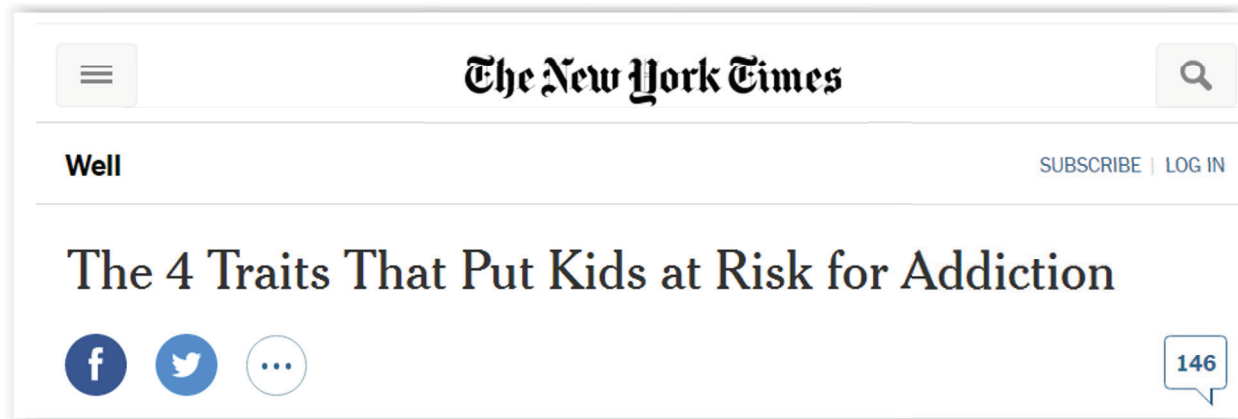 The New York Times
Well
SUBSCRIBE | LOG IN
The 4 Traits That Put Kids at Risk for Addiction
f
146